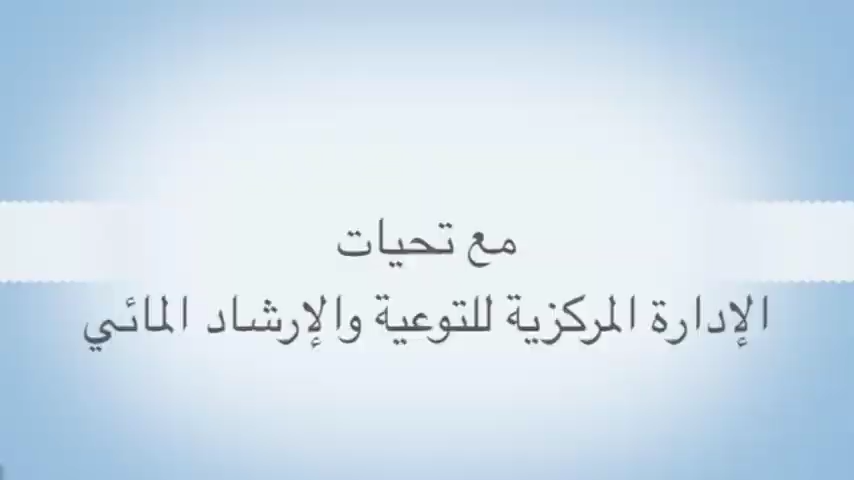 مع تحيات
الإدارة المركزية للتوعية والإرشاد المائي